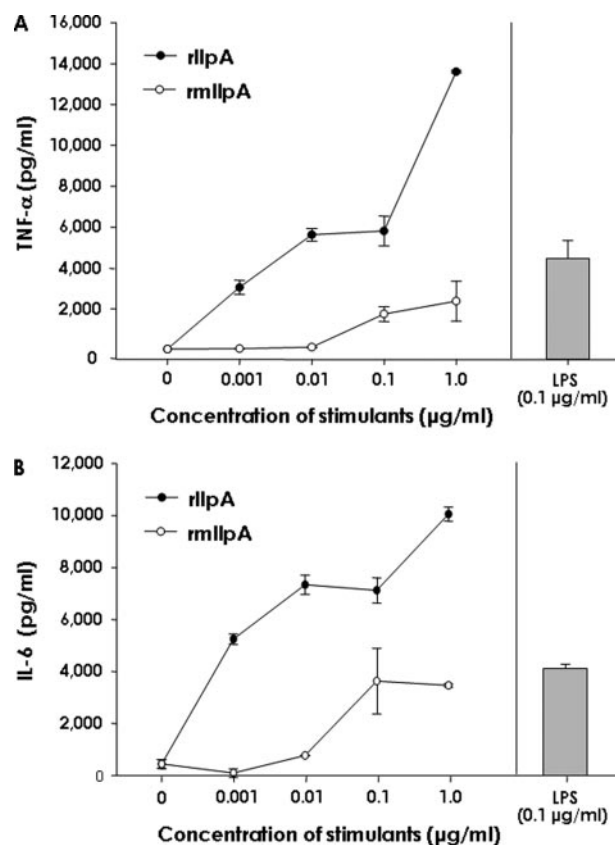 A
16,000
14,000
12,000
10,000
8,000
6,000
4,000
2,000
0
TNF-α (pg/ml)
rIlpA
rmIlpA
0
0.001
0.01
0.1
1.0
Concentration of stimulants (µg/ml)
LPS
(0.1 µg/ml)
B
12,000
10,000
8,000
6,000
4,000
2,000
0
IL-6 (pg/ml)
rIlpA
rmIlpA
0
0.001
0.01
0.1
1.0
Concentration of stimulants (µg/ml)
LPS
(0.1 µg/ml)